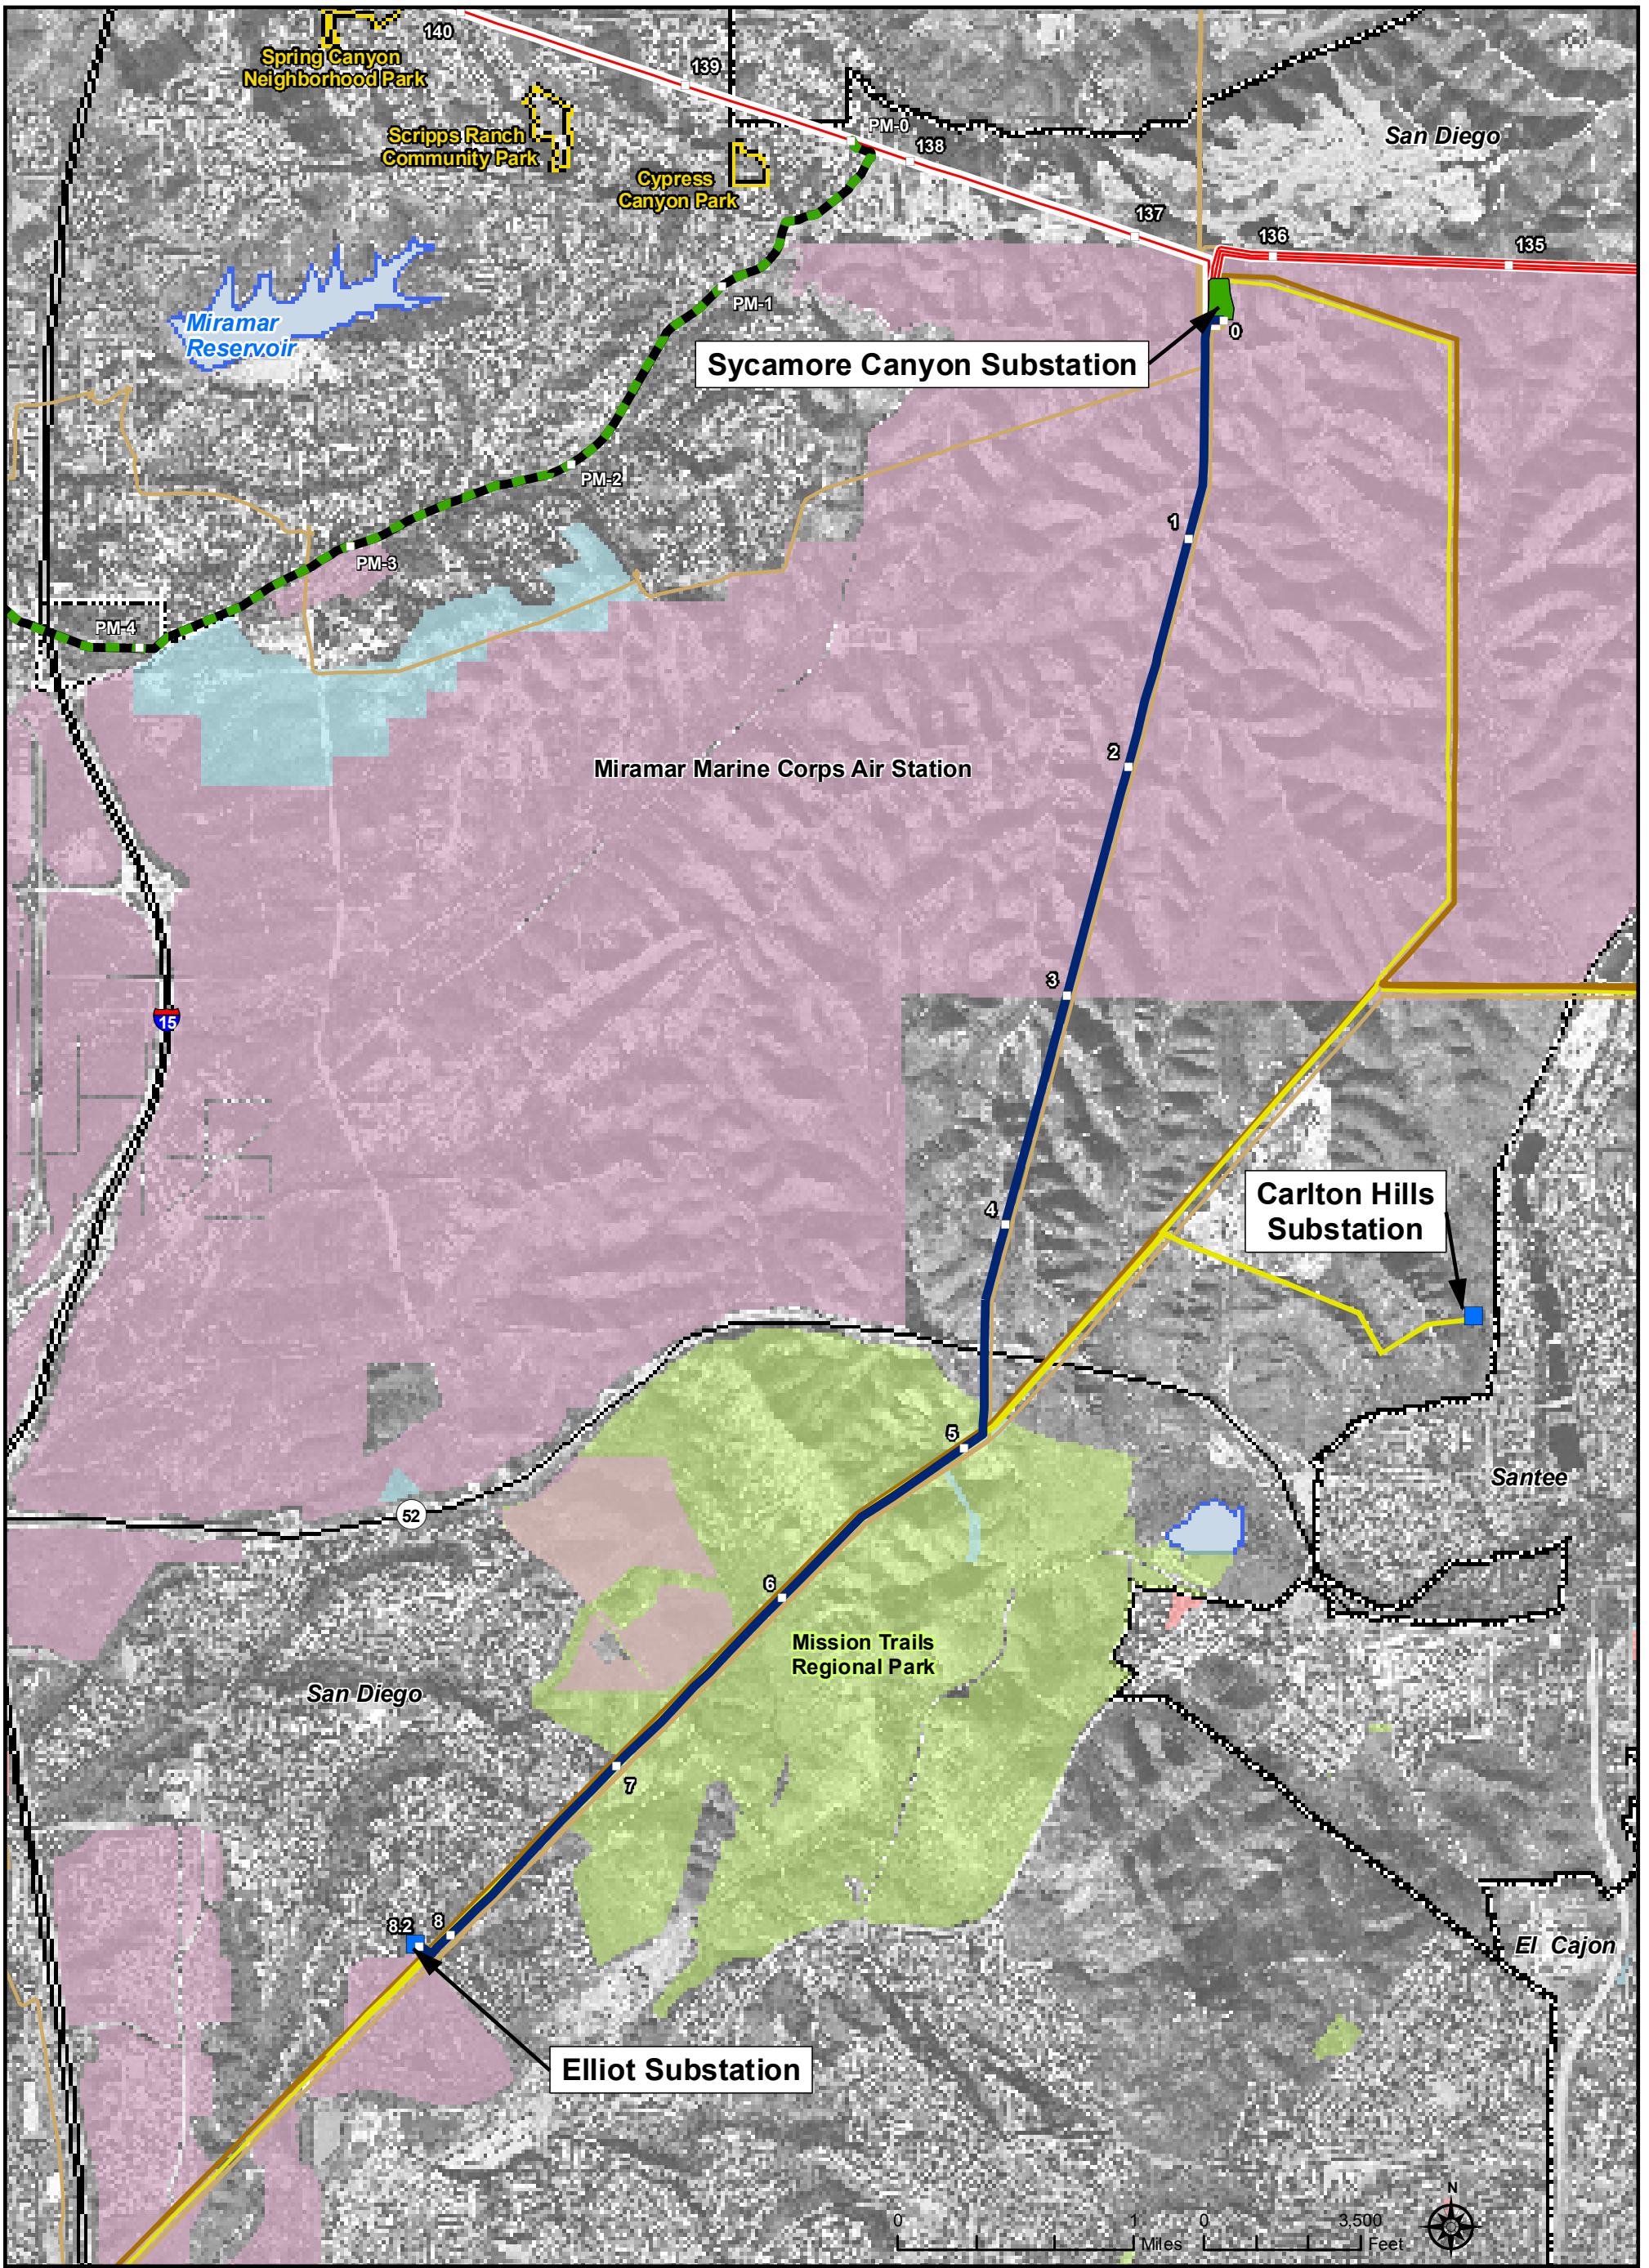 140
Spring Canyon
Neighborhood Park
139
Scripps Ranch
Community Park
PM-0
138
San Diego
Cypress
Canyon Park
137
136
135
PM-1
Miramar
Reservoir
0
Sycamore Canyon Substation
PM-2
1
PM-3
PM-4
2
Miramar Marine Corps Air Station
3
15
4
Carlton Hills
Substation
5
Santee
52
6
Mission Trails
Regional Park
San Diego
7
8.2
8
El Cajon
Elliot Substation
N
0
1
Miles
0
3,500
Feet